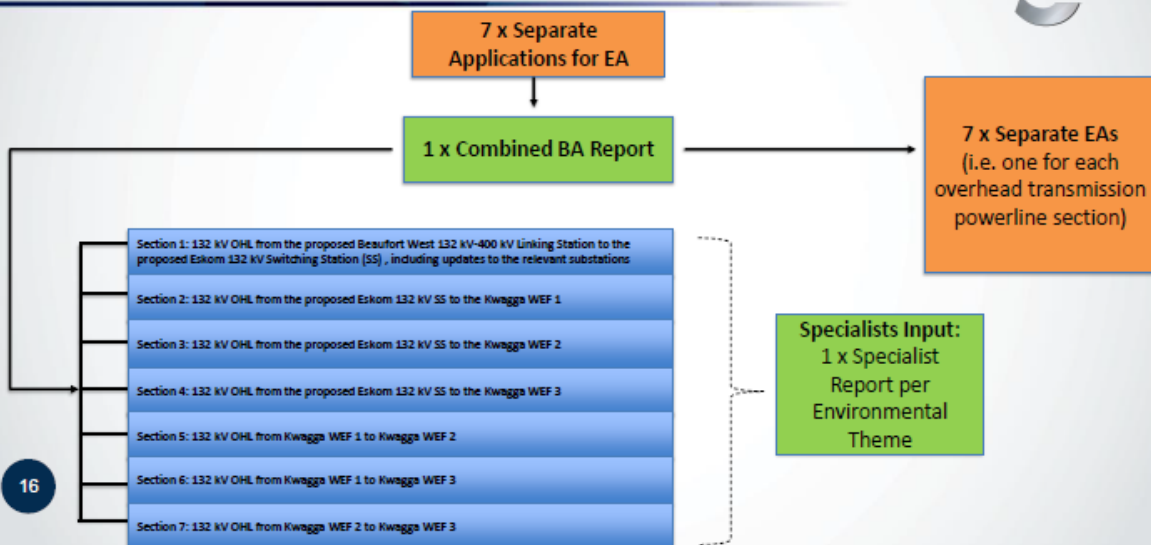 7 x Separate
Applications for EA
1 x Combined BA Report
7 x Separate EAs
(i.e. one for each
overhead transmission
powerline section)
Section 1: 132 kV OHL from the proposed Beaufort West 132 kV-400 kV Linking Station to the
proposed Eskom 132 kV Switching Station (SS) , including updates to the relevant substations
Section 2: 132 kV OHL from the proposed Eskom 132 kV SS to the Kwagga WEF 1
Section 3: 132 kV OHL from the proposed Eskom 132 kV SS to the Kwagga WEF 2
Section 4: 132 kV OHL from the proposed Eskom 132 kV SS to the Kwagga WEF 3
Section 5: 132 kV OHL from Kwagga WEF 1 to Kwagga WEF 2
Section 6: 132 kV OHL from Kwagga WEF 1 to Kwagga WEF 3
Section 7: 132 kV OHL from Kwagga WEF 2 to Kwagga WEF 3
Specialists Input:
1 x Specialist
Report per
Environmental
Theme
16